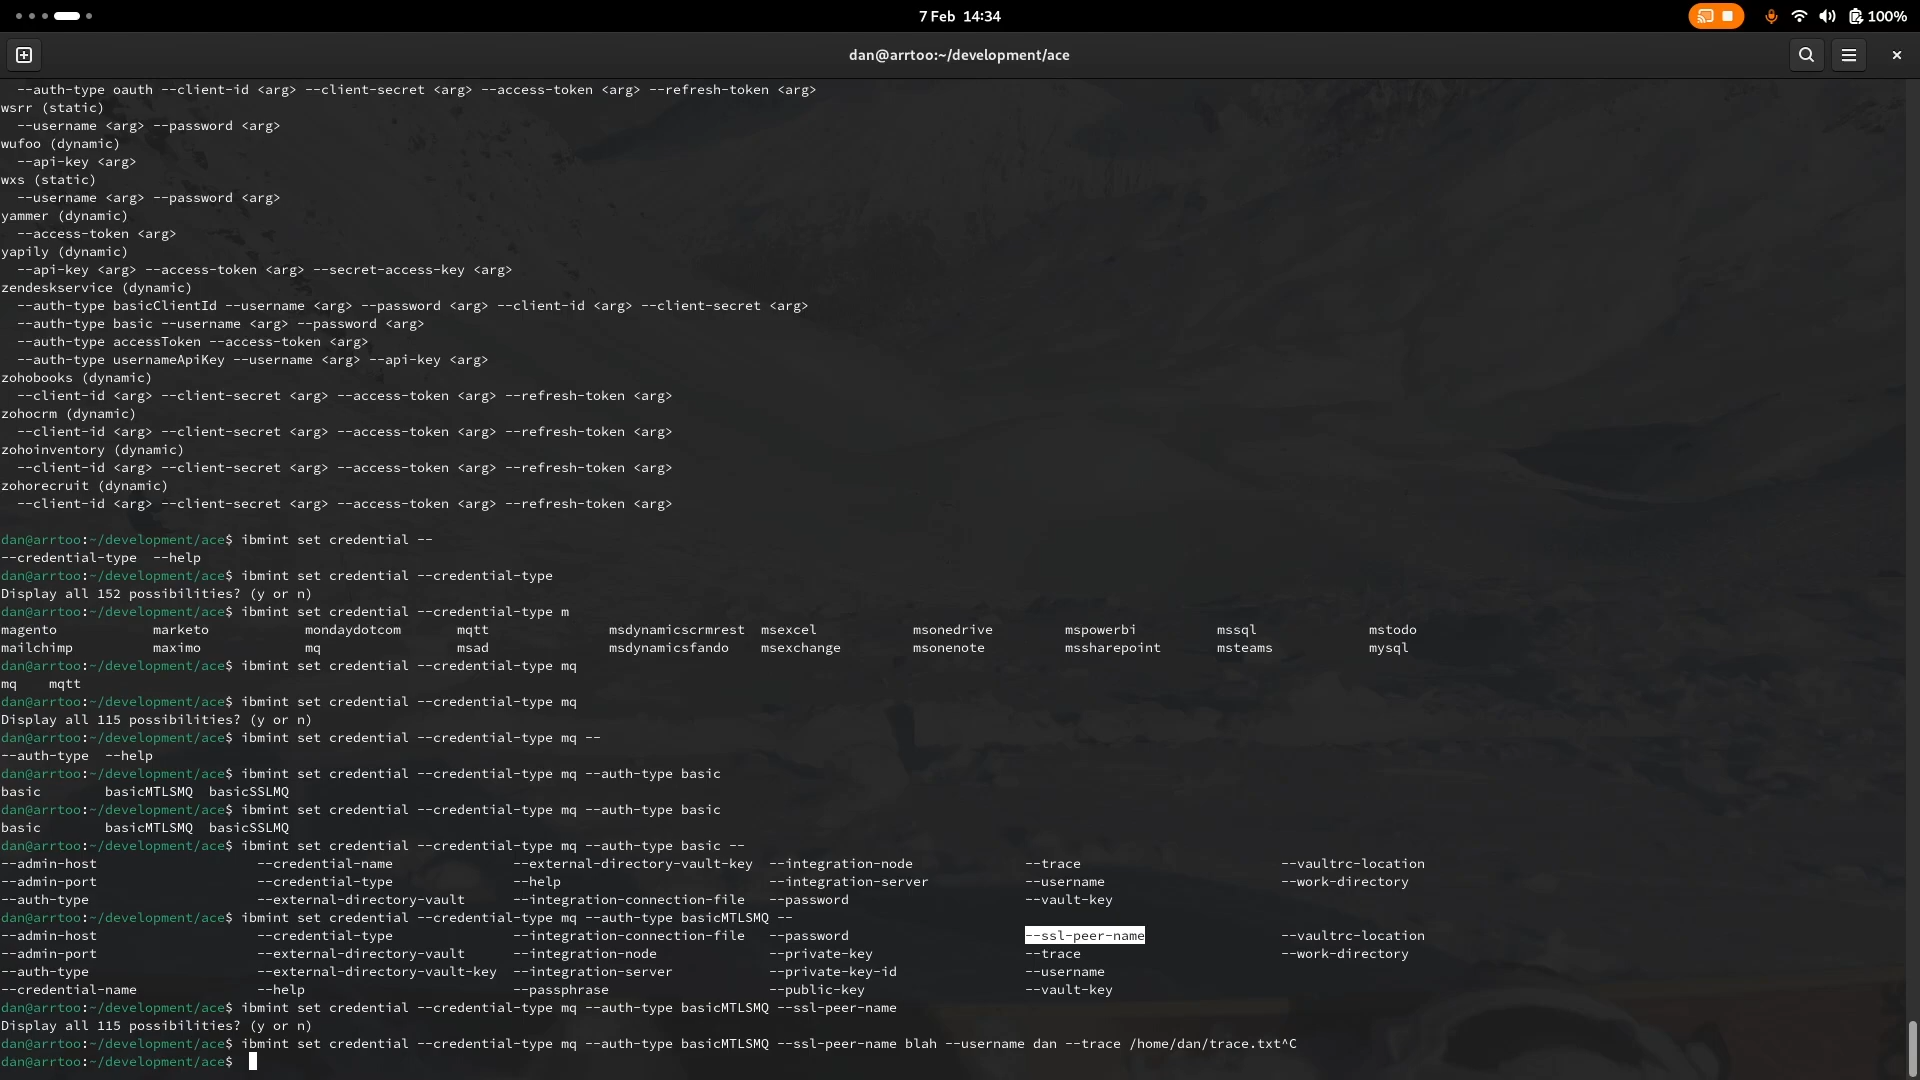 7 Feb 14:34
100%
dan@arrtoo:~/development/ace
--auth-type oauth --client-id <arg> --client-secret <arg> --access-token <arg> --refresh-token <arg>
wsrr (static)
--username <arg> --password <arg>
wufoo (dynamic)
--api-key <arg>
wxs (static)
--username <arg> --password <arg>
yammer (dynamic)
--access-token <arg>
yapily (dynamic)
--api-key <arg> --access-token <arg> --secret-access-key <arg>
zendeskservice (dynamic)
--auth-type basicClientId --username <arg> --password <arg> --client-id <arg> --client-secret <arg>
--auth-type basic --username <arg> --password <arg>
--auth-type accessToken --access-token <arg>
--auth-type usernameApiKey --username <arg> --api-key <arg>
zohobooks (dynamic)
--client-id <arg> --client-secret <arg> --access-token <arg> --refresh-token <arg>
zohocrm (dynamic)
--client-id <arg> --client-secret <arg> --access-token <arg> --refresh-token <arg>
zohoinventory (dynamic)
--client-id <arg> --client-secret <arg> --access-token <arg> --refresh-token <arg>
zohorecruit (dynamic)
--client-id <arg> --client-secret <arg> --access-token <arg> --refresh-token <arg>
dan@arrtoo:~/development/ace$ ibmint set credential --
--credential-type --help
dan@arrtoo:~/development/ace$ ibmint set credential --credential-type
Display all 152 possibilities? (y or n)
dan@arrtoo:~/development/ace$ ibmint set credential --credential-type m
magento marketo mondaydotcom mqtt msdynamicscrmrest msexcel msonedrive mspowerbi mssql mstodo
mailchimp maximo mq msad msdynamicsfando msexchange msonenote mssharepoint msteams mysql
dan@arrtoo:~/development/ace$ ibmint set credential --credential-type mq
mq mqtt
dan@arrtoo:~/development/ace$ ibmint set credential --credential-type mq
Display all 115 possibilities? (y or n)
dan@arrtoo:~/development/ace$ ibmint set credential --credential-type mq --
--auth-type --help
dan@arrtoo:~/development/ace$ ibmint set credential --credential-type mq --auth-type basic
basic basicMTLSMQ basicSSLMQ
dan@arrtoo:~/development/ace$ ibmint set credential --credential-type mq --auth-type basic
basic basicMTLSMQ basicSSLMQ
dan@arrtoo:~/development/ace$ ibmint set credential --credential-type mq --auth-type basic --
--admin-host --credential-name --external-directory-vault-key --integration-node --trace --vaultrc-location
--admin-port --credential-type --help --integration-server --username --work-directory
--auth-type --external-directory-vault --integration-connection-file --password --vault-key
dan@arrtoo:~/development/ace$ ibmint set credential --credential-type mq --auth-type basicMTLSMQ --
--admin-host --credential-type --integration-connection-file --password --ssl-peer-name --vaultrc-location
--admin-port --external-directory-vault --integration-node --private-key --trace --work-directory
--auth-type --external-directory-vault-key --integration-server --private-key-id --username
--credential-name --help --passphrase --public-key --vault-key
dan@arrtoo:~/development/ace$ ibmint set credential --credential-type mq --auth-type basicMTLSMQ --ssl-peer-name
Display all 115 possibilities? (y or n)
dan@arrtoo:~/development/ace$ ibmint set credential --credential-type mq --auth-type basicMTLSMQ --ssl-peer-name blah --username dan --trace /home/dan/trace.txt^C
dan@arrtoo:~/development/ace$